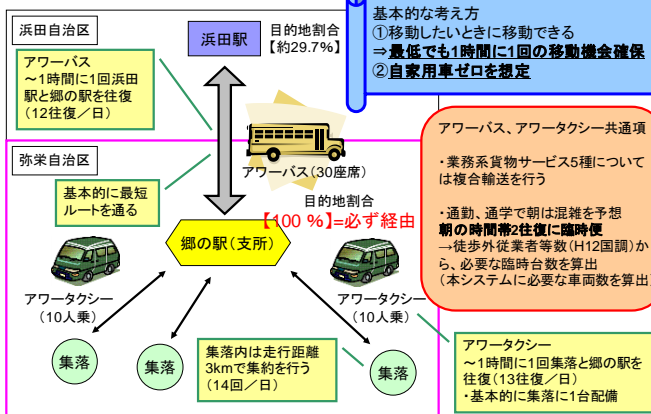 浜田自治区
浜田駅
目的地割合
【約29.7%】
基本的な考え方
①移動したいときに移動できる
⇒最低でも1時間に1回の移動機会確保
②自家用車ゼロを想定
アワーバス
～1時間に1回浜田
駅と郷の駅を往復
(12往復／日)
弥栄自治区
アワーバス(30座席)
基本的に最短
ルートを通る
目的地割合
【100 %】=必ず経由
郷の駅(支所)
アワーバス、アワータクシー共通項
・業務系貨物サービス5種について
は複合輸送を行う
・通勤、通学で朝は混雑を予想
朝の時間帯2往復に臨時便
→徒歩外従業者等数(H12国調)か
ら、必要な臨時台数を算出
(本システムに必要な車両数を算出)
アワータクシー
(10人乗)
アワータクシー
(10人乗)
集落
集落
集落
集落内は走行距離
3kmで集約を行う
(14回／日)
アワータクシー
～1時間に1回集落と郷の駅を
往復(13往復／日)
・基本的に集落に1台配備